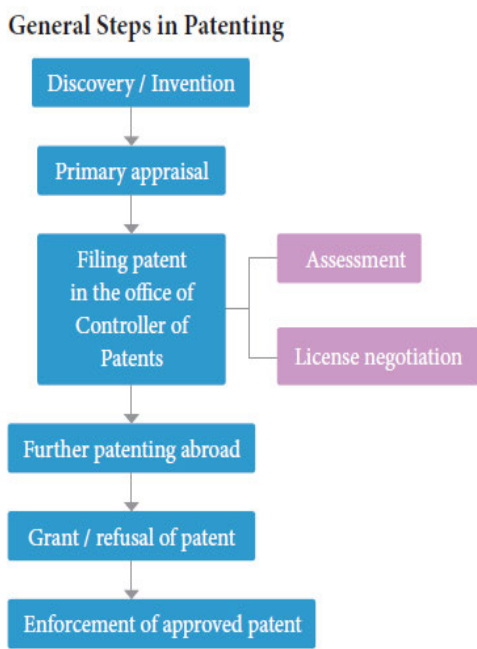 General Steps in Patenting
Discovery / Invention
Primary appraisal
Filing patent
in the office of
Controller of
Patents
Assessment
License negotiation
Further patenting abroad
Grant / refusal of patent
Enforcement of approved patent